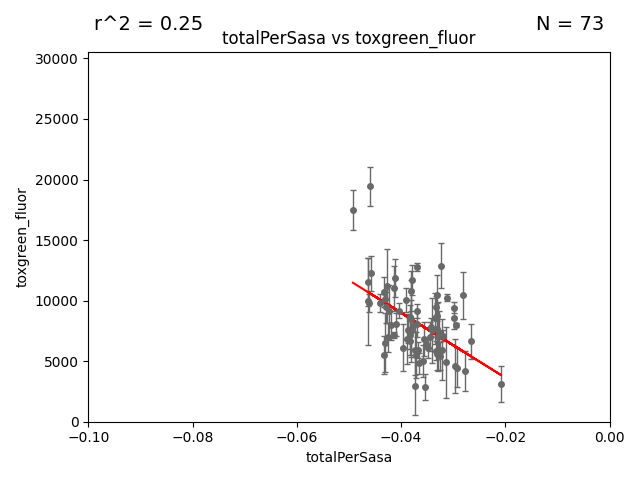 r^2 = 0.25
N = 73
totalPerSasa vs toxgreen_fluor
30000
25000
20000
15000
10000
5000
0
toxgreen_fluor
−0.10
−0.08
−0.06
−0.04
−0.02
0.00
totalPerSasa